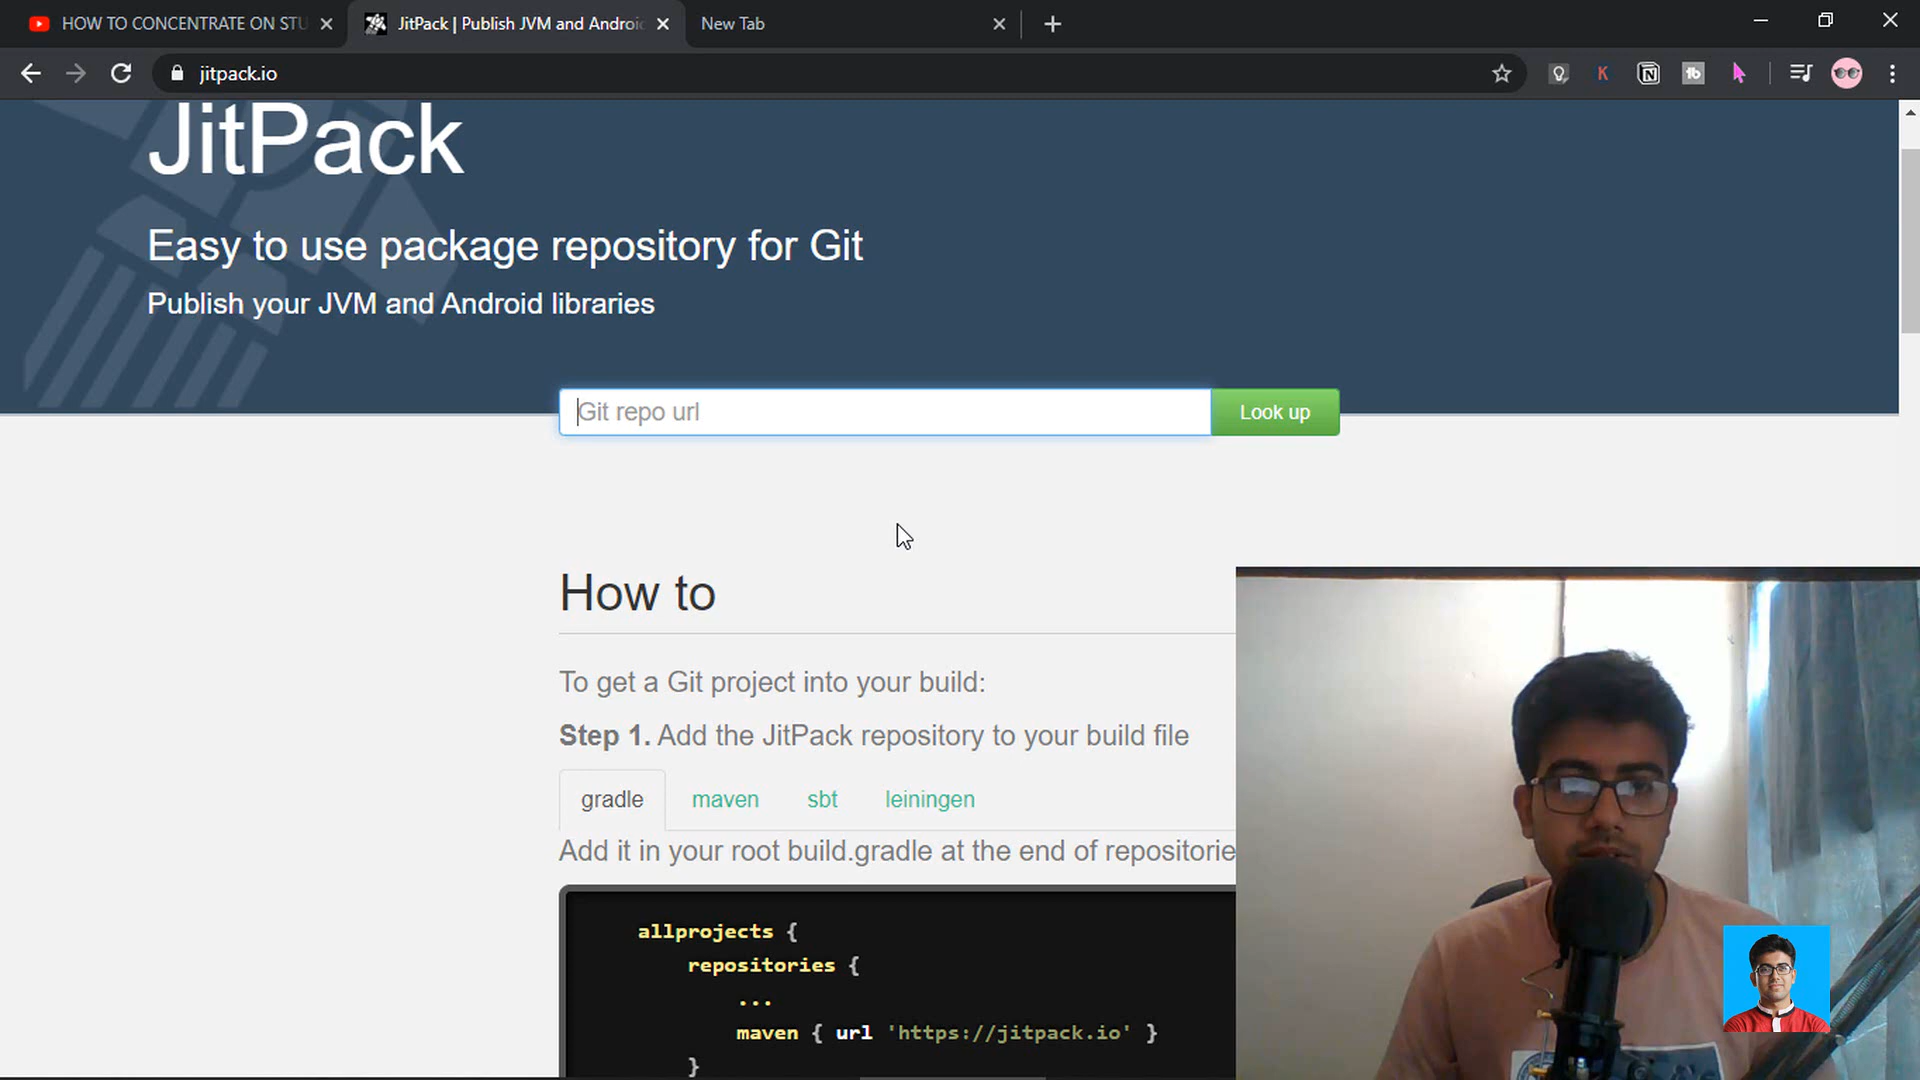 HOW TO CONCENTRATE ON STU
JitPack | Publish JVM and Androi
New Tab
jitpack.io
JitPack
Easy to use package repository for Git
Publish your JVM and Android libraries
Git repo url
Look up
How to
To get a Git project into your build:
Step 1. Add the JitPack repository to your build file
gradle
maven
sbt
leiningen
Add it in your root build.gradle at the end of repositorie
allprojects {
repositories {
...
maven { url 'https://jitpack.io' }
}